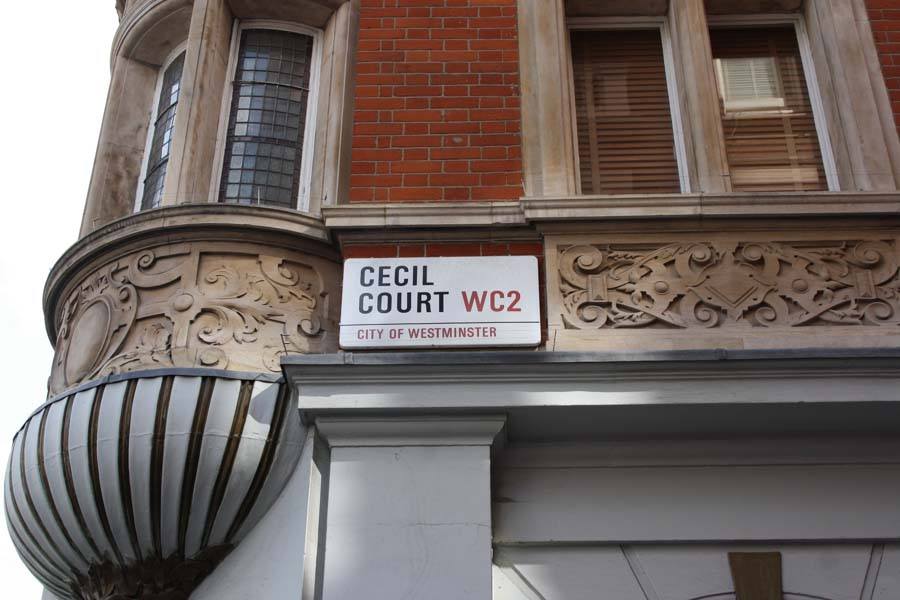 CECIL
COURT WC2
CITY OF WESTMINSTER